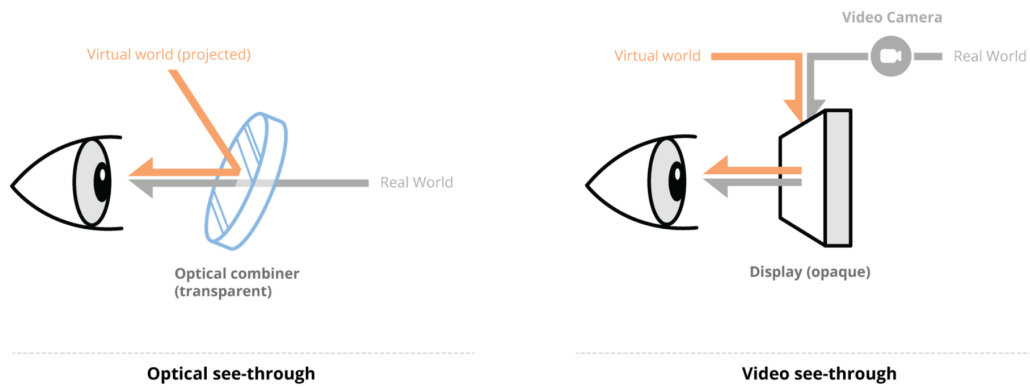 Virtual world (projected)
Real World
Optical combiner
(transparent)
Optical see-through
Video Camera
Virtual world
Real World
Display (opaque)
Video see-through